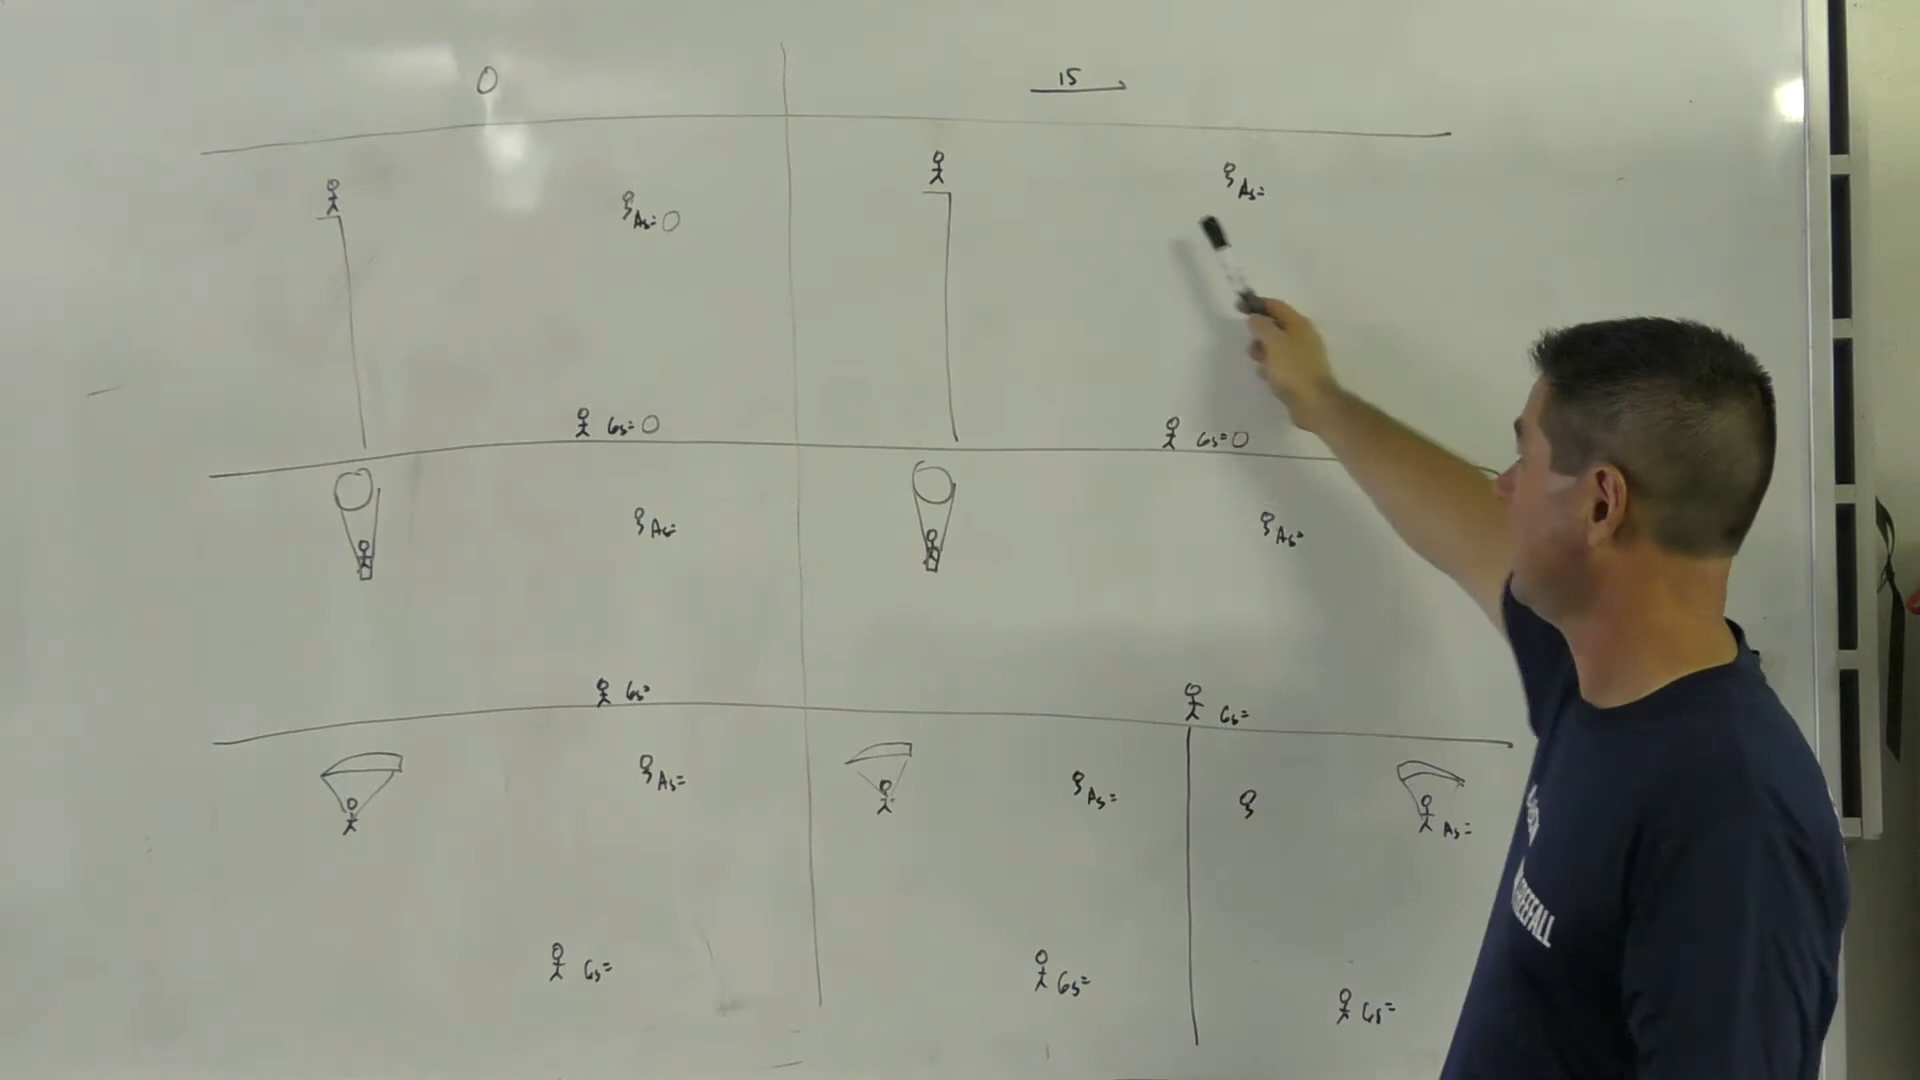 0
15
As=0
As=
Gs=0
Gs=0
As=
As=
Gs=
Gs=
As=
As=
As=
Gs=
Gs=
Gs=
FREEFALL